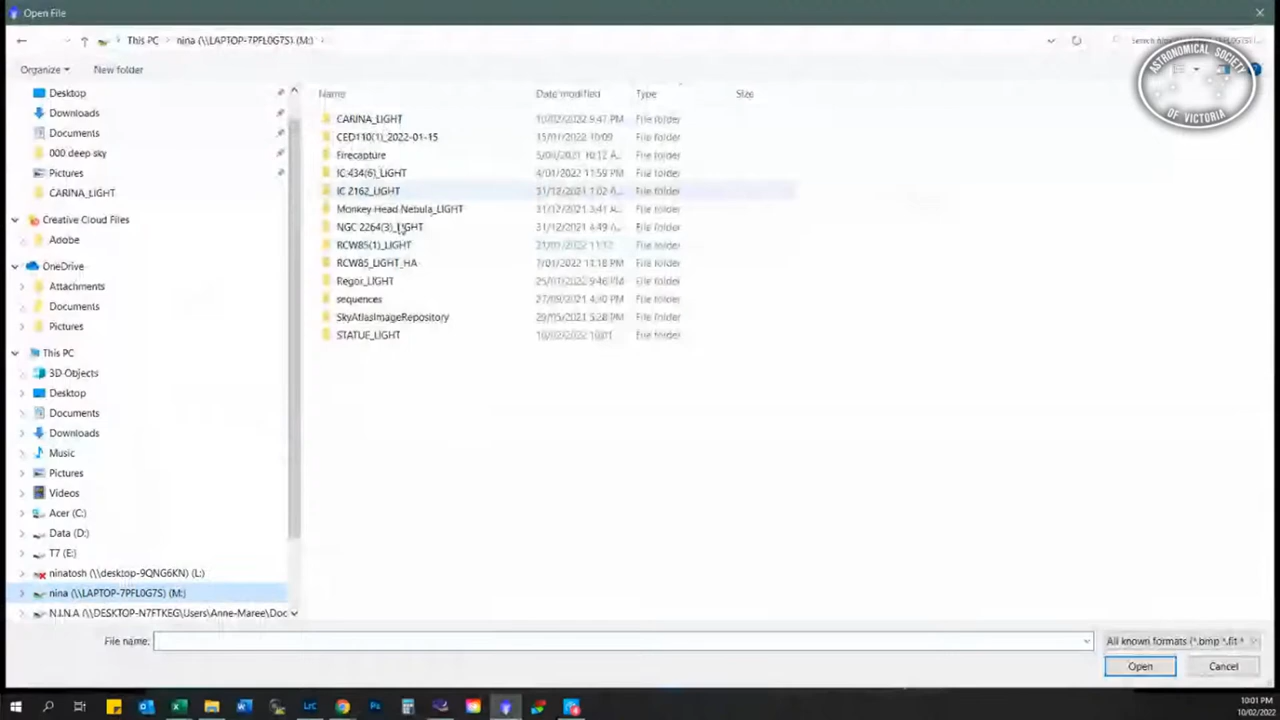 Open File
This PC nina (\\LAPTOP-7PFL0G7S) (M:)
Organize New folder
ASTRONOMICAL SOCIETY
OF VICTORIA
Desktop
Downloads
Documents
000 deep sky
Pictures
CARINA_LIGHT
Creative Cloud Files
Adobe
OneDrive
Attachments
Documents
Pictures
This PC
3D Objects
Desktop
Documents
Downloads
Music
Pictures
Videos
Acer (C:)
Data (D:)
T7 (E:)
ninatosh (\\desktop-9QNG6KN) (L:)
nina (\\LAPTOP-7PFL0G7S) (M:)
N.I.N.A (\\DESKTOP-N7FTKEG\Users\Anne-Maree\Doc
Name Date modified Type Size
CARINA_LIGHT 10/02/2022 9:47 PM File folder
CED110(1)_2022-01-15 15/01/2022 10:09 File folder
Firecapture 10:12 A... File folder
IC 434(6)_LIGHT 4/01/2022 11:59 PM File folder
IC 2162_LIGHT 31/12/2021 1:02 A... File folder
Monkey Head Nebula_LIGHT 31/12/2021 3:41 A... File folder
NGC 2264(3)_LIGHT 31/12/2021 4:49 A... File folder
RCW85(1)_LIGHT 21/01/2022 11:12 File folder
RCW85_LIGHT_HA 7/01/2022 11:18 PM File folder
Regor_LIGHT 25/01/2022 9:46 PM File folder
sequences 27/09/2021 4:30 PM File folder
SkyAtlasImageRepository 29/05/2021 5:28 PM File folder
STATUE_LIGHT 10/02/2022 10:01 File folder
File name: All known formats (*.bmp *.fit *
Open Cancel
10:01 PM
10/02/2022